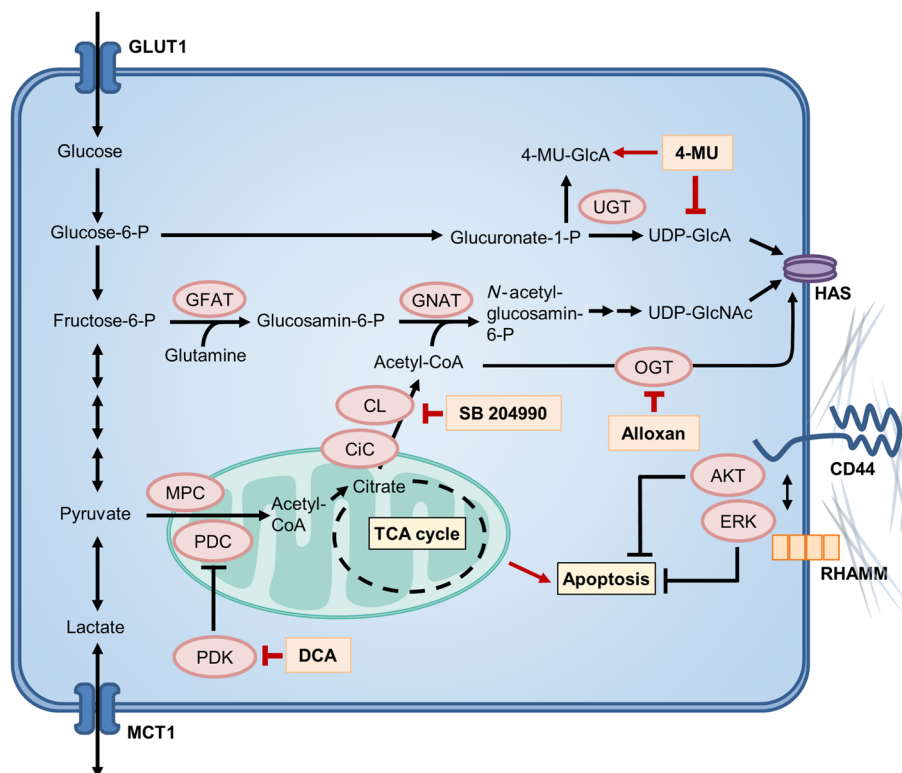 GLUT1
Glucose
4-MU-GlcA
4-MU
UGT
Glucose-6-P
Glucuronate-1-P
UDP-GlcA
HAS
GFAT
GNAT
N-acetyl-
glucosamin-
6-P
Fructose-6-P
Glucosamin-6-P
UDP-GlcNAc
Glutamine
Acetyl-CoA
OGT
CL
SB 204990
Alloxan
CiC
CD44
AKT
MPC
Citrate
Acetyl-
CoA
Pyruvate
ERK
PDC
TCA cycle
RHAMM
Apoptosis
Lactate
PDK
DCA
MCT1